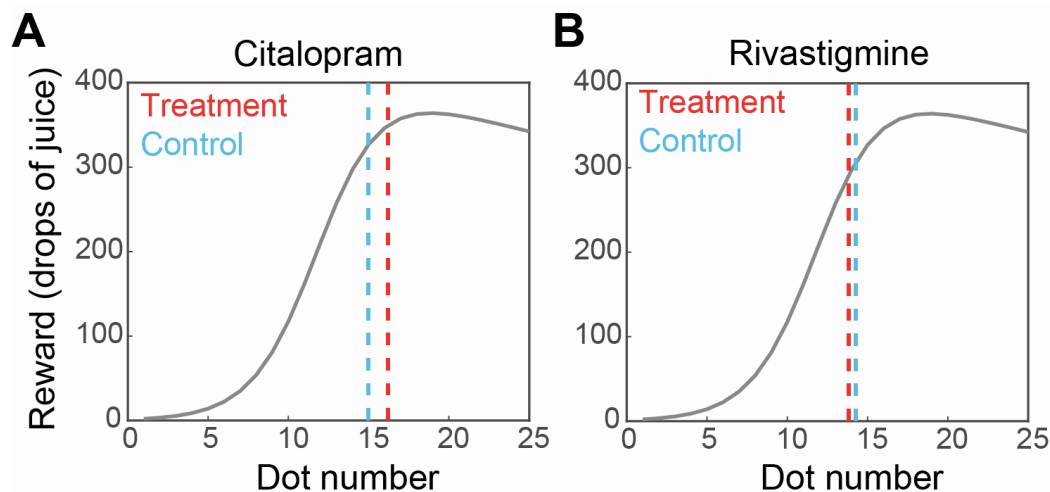 A
Citalopram
Reward (drops of juice)
400
300
200
100
0
Treatment
Control
0 5 10 15 20 25
Dot number
B
Rivastigmine
400
300
200
100
0
Treatment
Control
0 5 10 15 20 25
Dot number